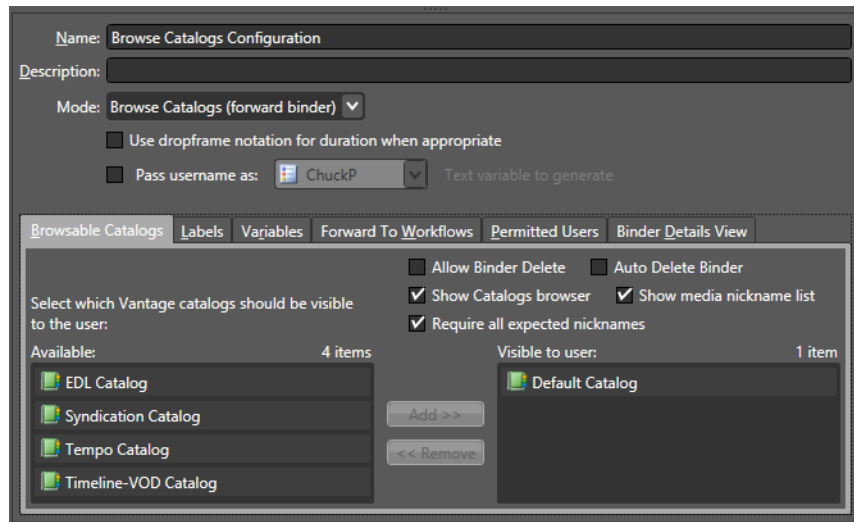 Name: Browse Catalogs Configuration
Description:
Mode: Browse Catalogs (forward binder)
Use dropframe notation for duration when appropriate
Pass username as: ChuckP Text variable to generate
Browsable Catalogs Labels Variables Forward To Workflows Permitted Users Binder Details View
Allow Binder Delete Auto Delete Binder
Select which Vantage catalogs should be visible
to the user:
Show Catalogs browser Show media nickname list
Require all expected nicknames
Available: 4 items
EDL Catalog
Syndication Catalog
Tempo Catalog
Timeline-VOD Catalog
Add >>
<< Remove
Visible to user: 1 item
Default Catalog